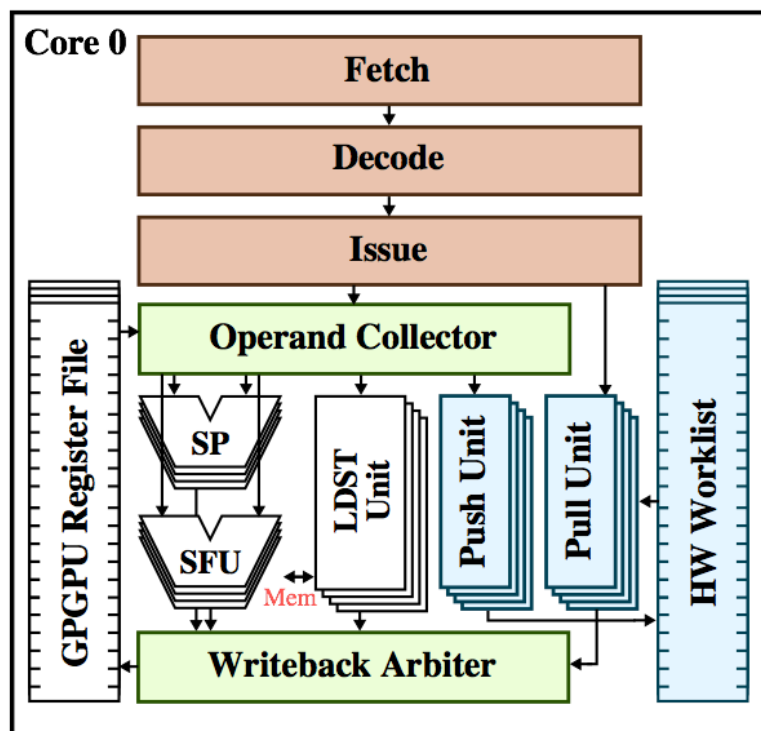 Core 0
Fetch
Decode
Issue
Operand Collector
GPGPU Register File
SP
SFU
LDST
Unit
Mem
Push Unit
Pull Unit
HW Worklist
Writeback Arbiter